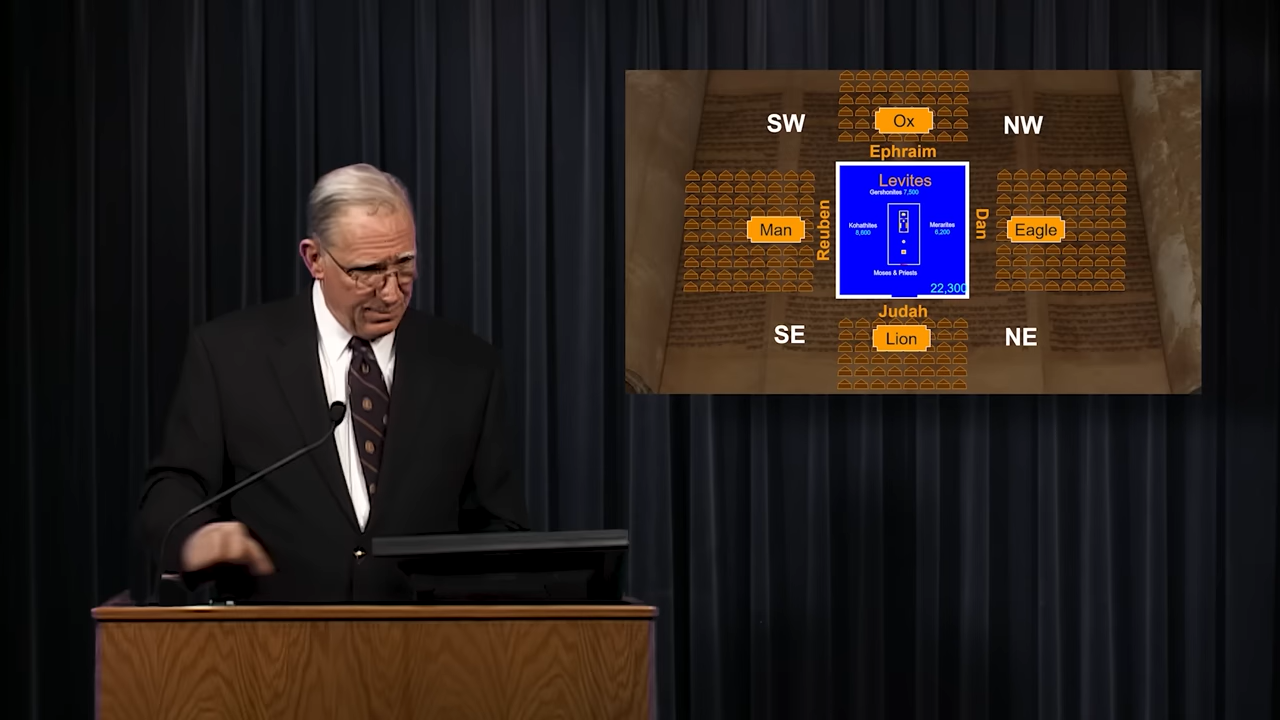 SW
Ox
NW
Ephraim
Levites
Gershonites 7,500
Man
Reuben
Kohathites
8,600
Merarites
6,200
Dan
Eagle
Moses & Priests
22,300
Judah
SE
Lion
NE